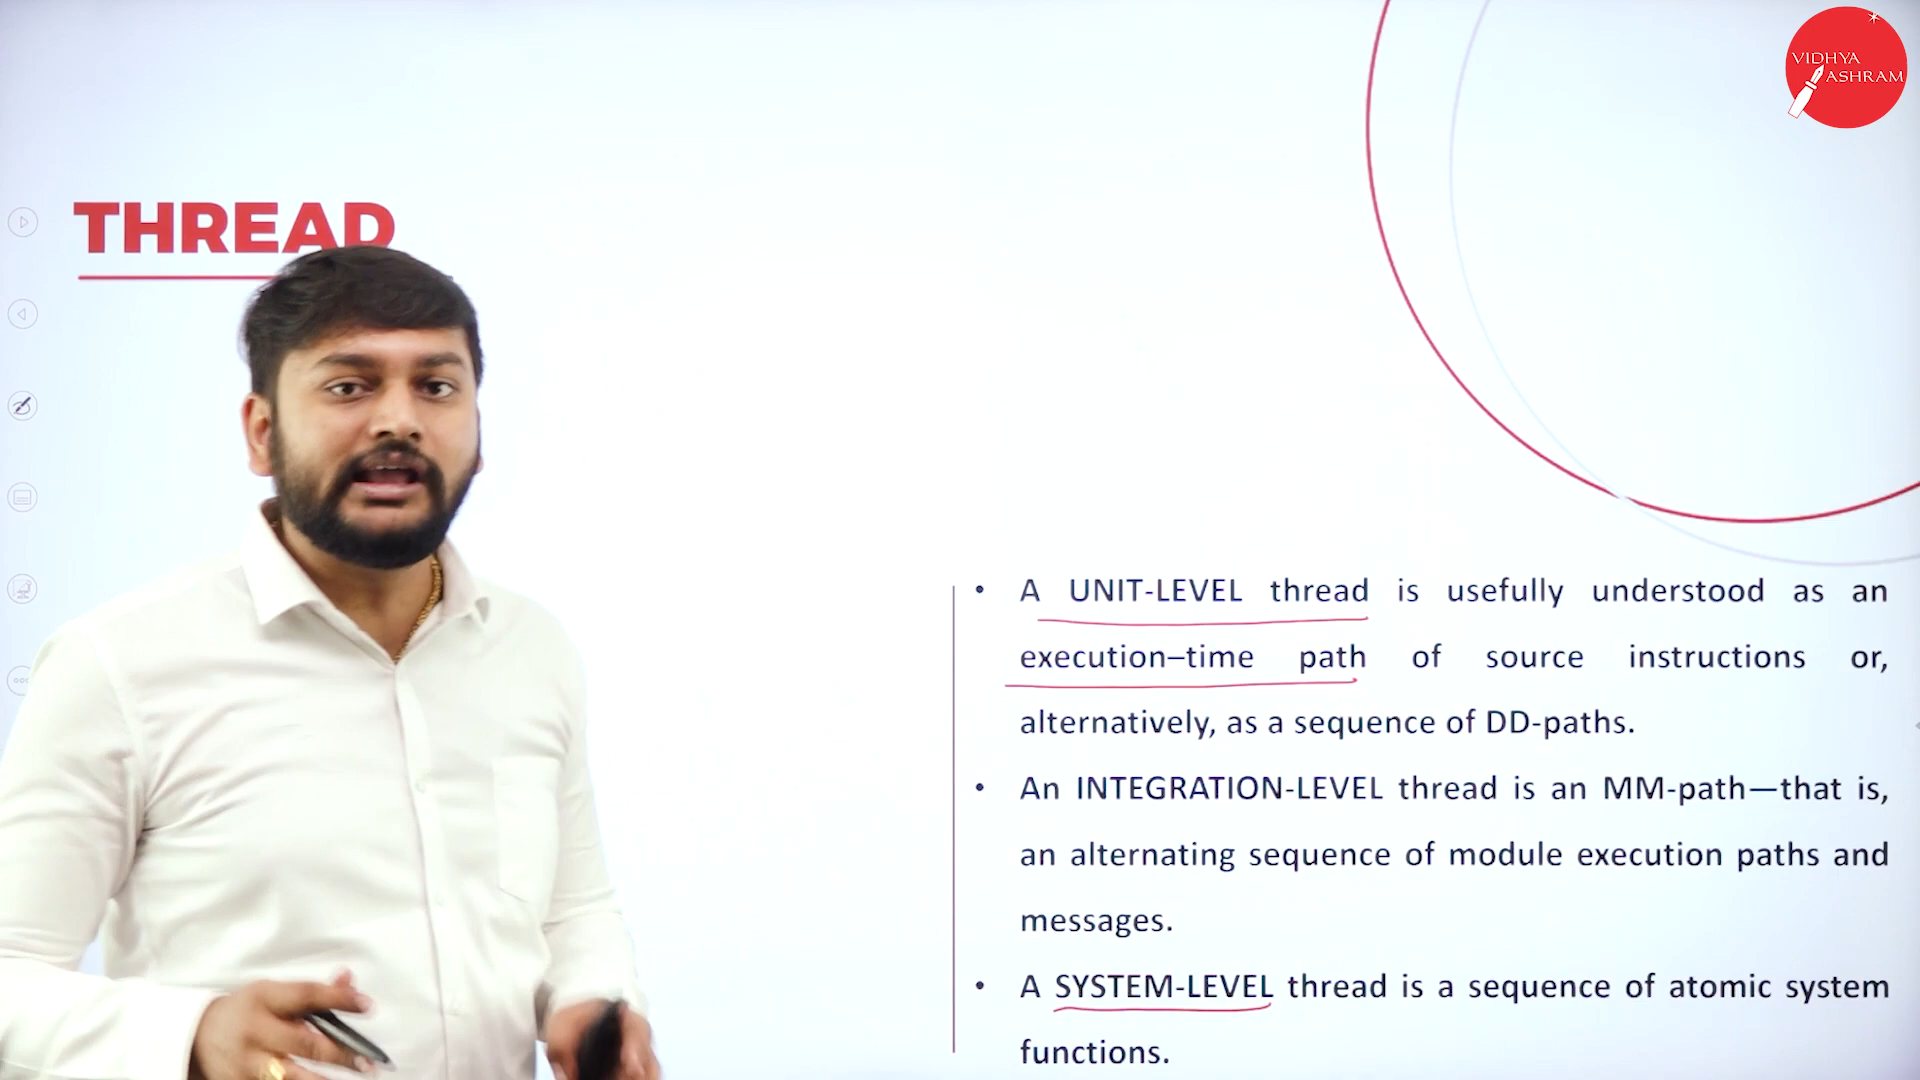 VIDHYA
ASHRAM
THREAD
• A UNIT-LEVEL thread is usefully understood as an
execution–time path of source instructions or,
alternatively, as a sequence of DD-paths.
• An INTEGRATION-LEVEL thread is an MM-path—that is,
an alternating sequence of module execution paths and
messages.
• A SYSTEM-LEVEL thread is a sequence of atomic system
functions.